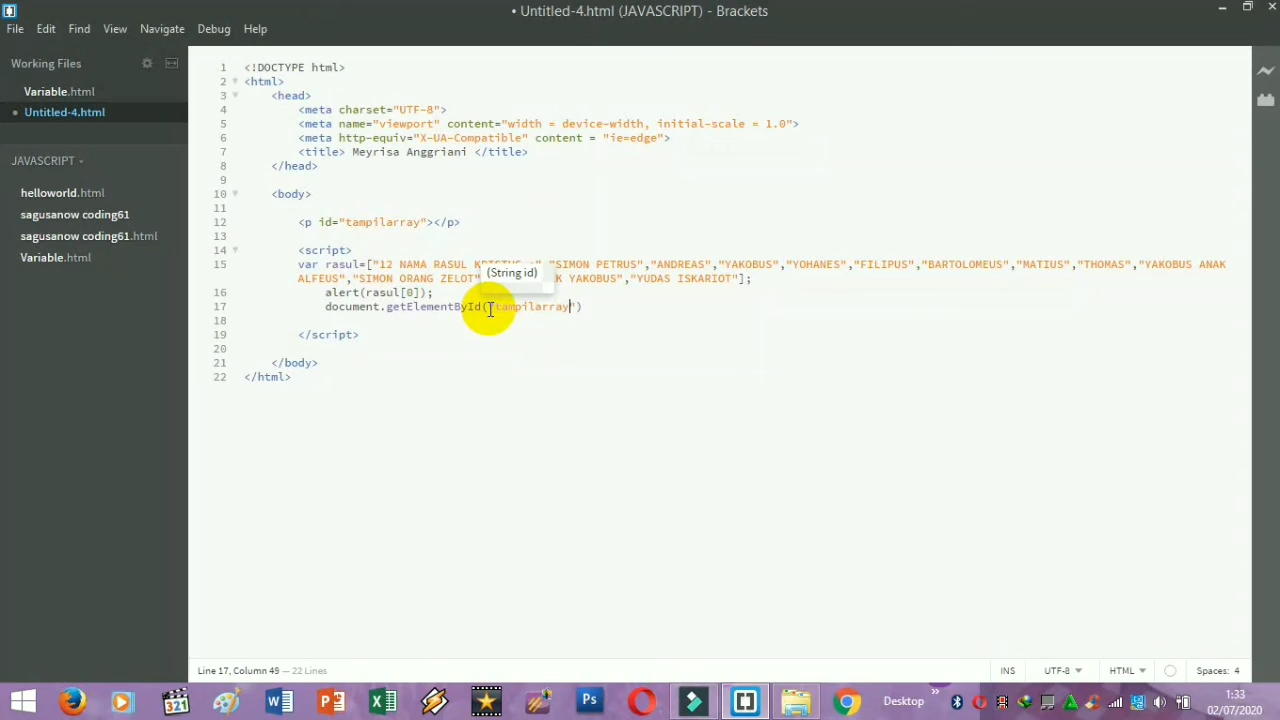 • Untitled-4.html (JAVASCRIPT) - Brackets
File Edit Find View Navigate Debug Help
Working Files
Variable.html
• Untitled-4.html
JAVASCRIPT
helloworld.html
sagusanow coding61
sagusanow coding61.html
Variable.html
1 <!DOCTYPE html>
2 <html>
3 <head>
4 <meta charset="UTF-8">
5 <meta name="viewport" content="width = device-width, initial-scale = 1.0">
6 <meta http-equiv="X-UA-Compatible" content = "ie=edge">
7 <title> Meyrisa Anggriani </title>
8 </head>
9
10 <body>
11
12 <p id="tampilarray"></p>
13
14 <script>
15 var rasul=["12 NAMA RASUL KRISTUS "SIMON PETRUS","ANDREAS","YAKOBUS","YOHANES","FILIPUS","BARTOLOMEUS","MATIUS","THOMAS","YAKOBUS ANAK
ALFEUS","SIMON ORANG ZELOT" YAKOBUS","YUDAS ISKARIOT"];
(String id)
16 alert(rasul[0]);
17 document.getElementById("tampilarray")
18
19 </script>
20
21 </body>
22 </html>
Line 17, Column 49 — 22 Lines
INS UTF-8 HTML Spaces: 4
321
Ps
Desktop
1:33
02/07/2020